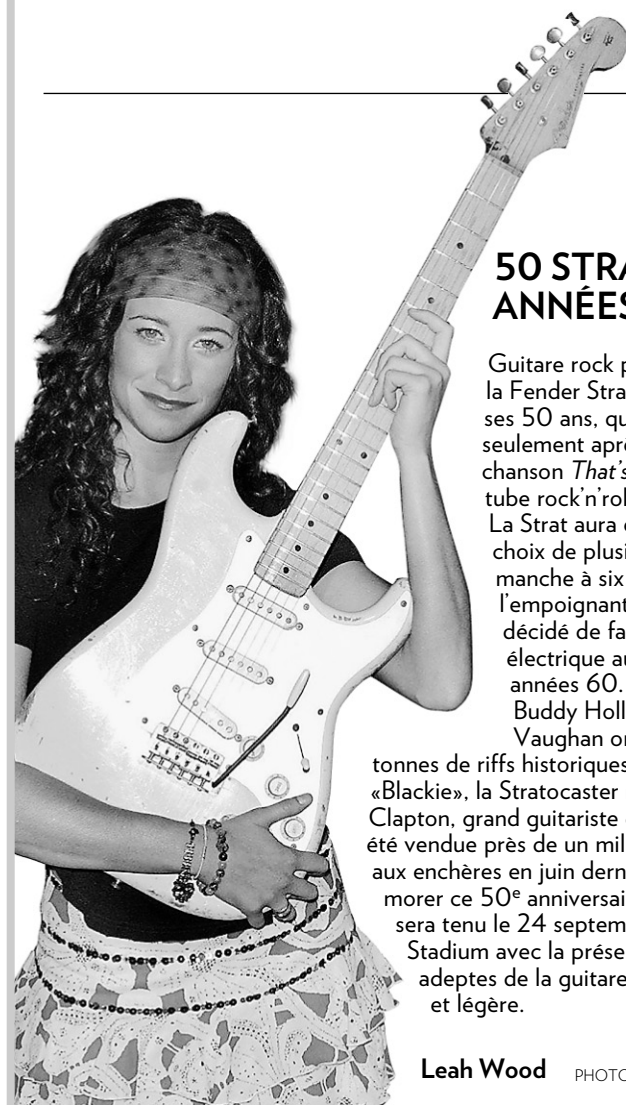 50 STRA
ANNÉES
Guitare rock p
la Fender Stra
ses 50 ans, qu
seulement aprè
chanson That's
tube rock'n'rol
La Strat aura é
choix de plusi
manche à six
l'empoignant
décidé de fa
électrique au
années 60.
Buddy Holl
Vaughan on
tonnes de riffs historiques
«Blackie», la Stratocaster
Clapton, grand guitariste
été vendue près de un mil
aux enchères en juin dern
morer ce 50e anniversai
sera tenu le 24 septem
Stadium avec la prése
adeptes de la guitare
et légère.
Leah Wood PHOTO